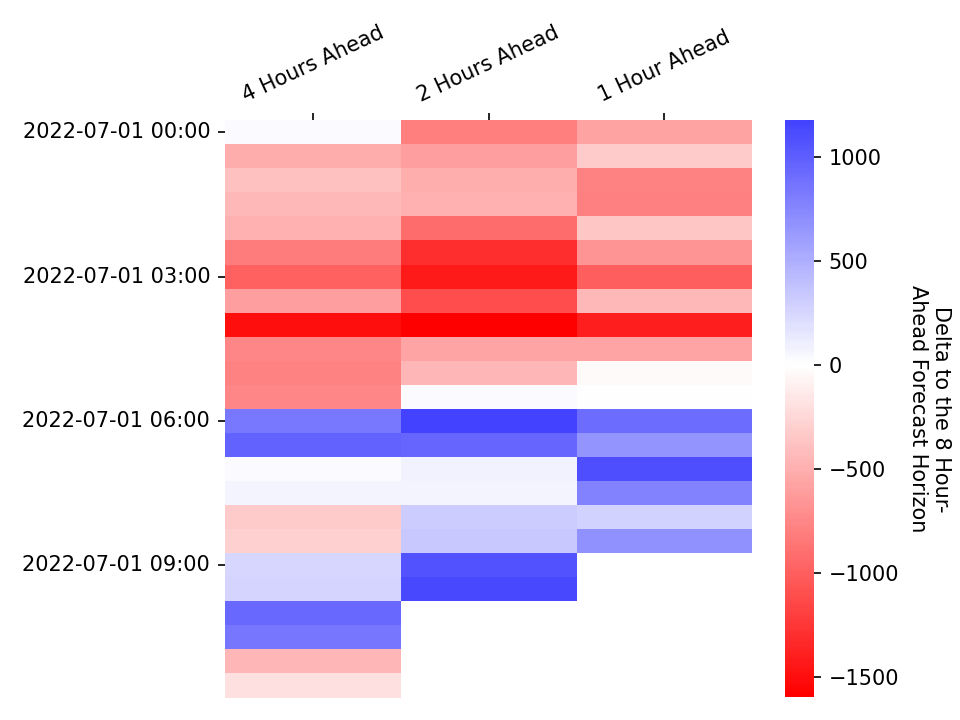 4 Hours Ahead
2 Hours Ahead
1 Hour Ahead
2022-07-01 00:00
2022-07-01 03:00
2022-07-01 06:00
2022-07-01 09:00
1000
500
0
−500
−1000
−1500
Delta to the 8 Hour-
Ahead Forecast Horizon